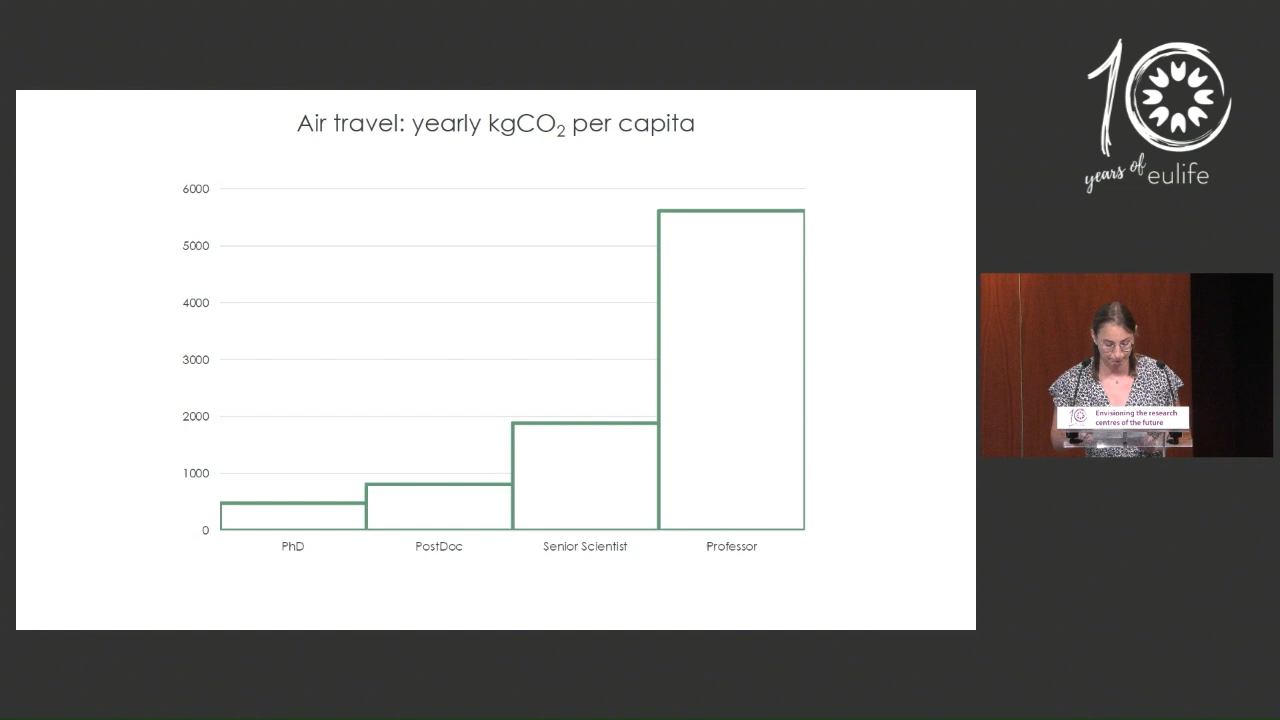 Air travel: yearly kgCO₂ per capita
6000
5000
4000
3000
2000
1000
0
PhD
PostDoc
Senior Scientist
Professor
10
years of eulife
10
Envisioning the research
centres of the future